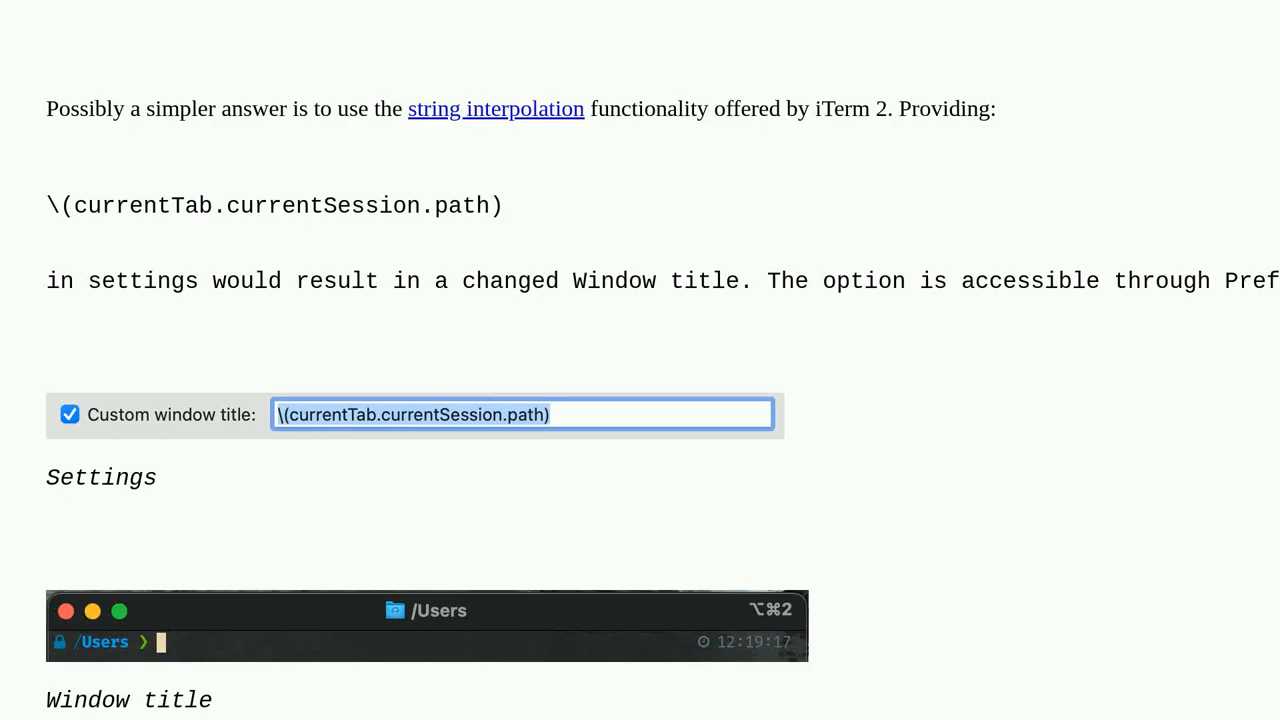 Possibly a simpler answer is to use the string interpolation functionality offered by iTerm 2. Providing:
\(currentTab.currentSession.path)
in settings would result in a changed Window title. The option is accessible through Pref
Custom window title: \(currentTab.currentSession.path)
Settings
/Users ⌥⌘2
/Users ❯ 12:19:17
Window title